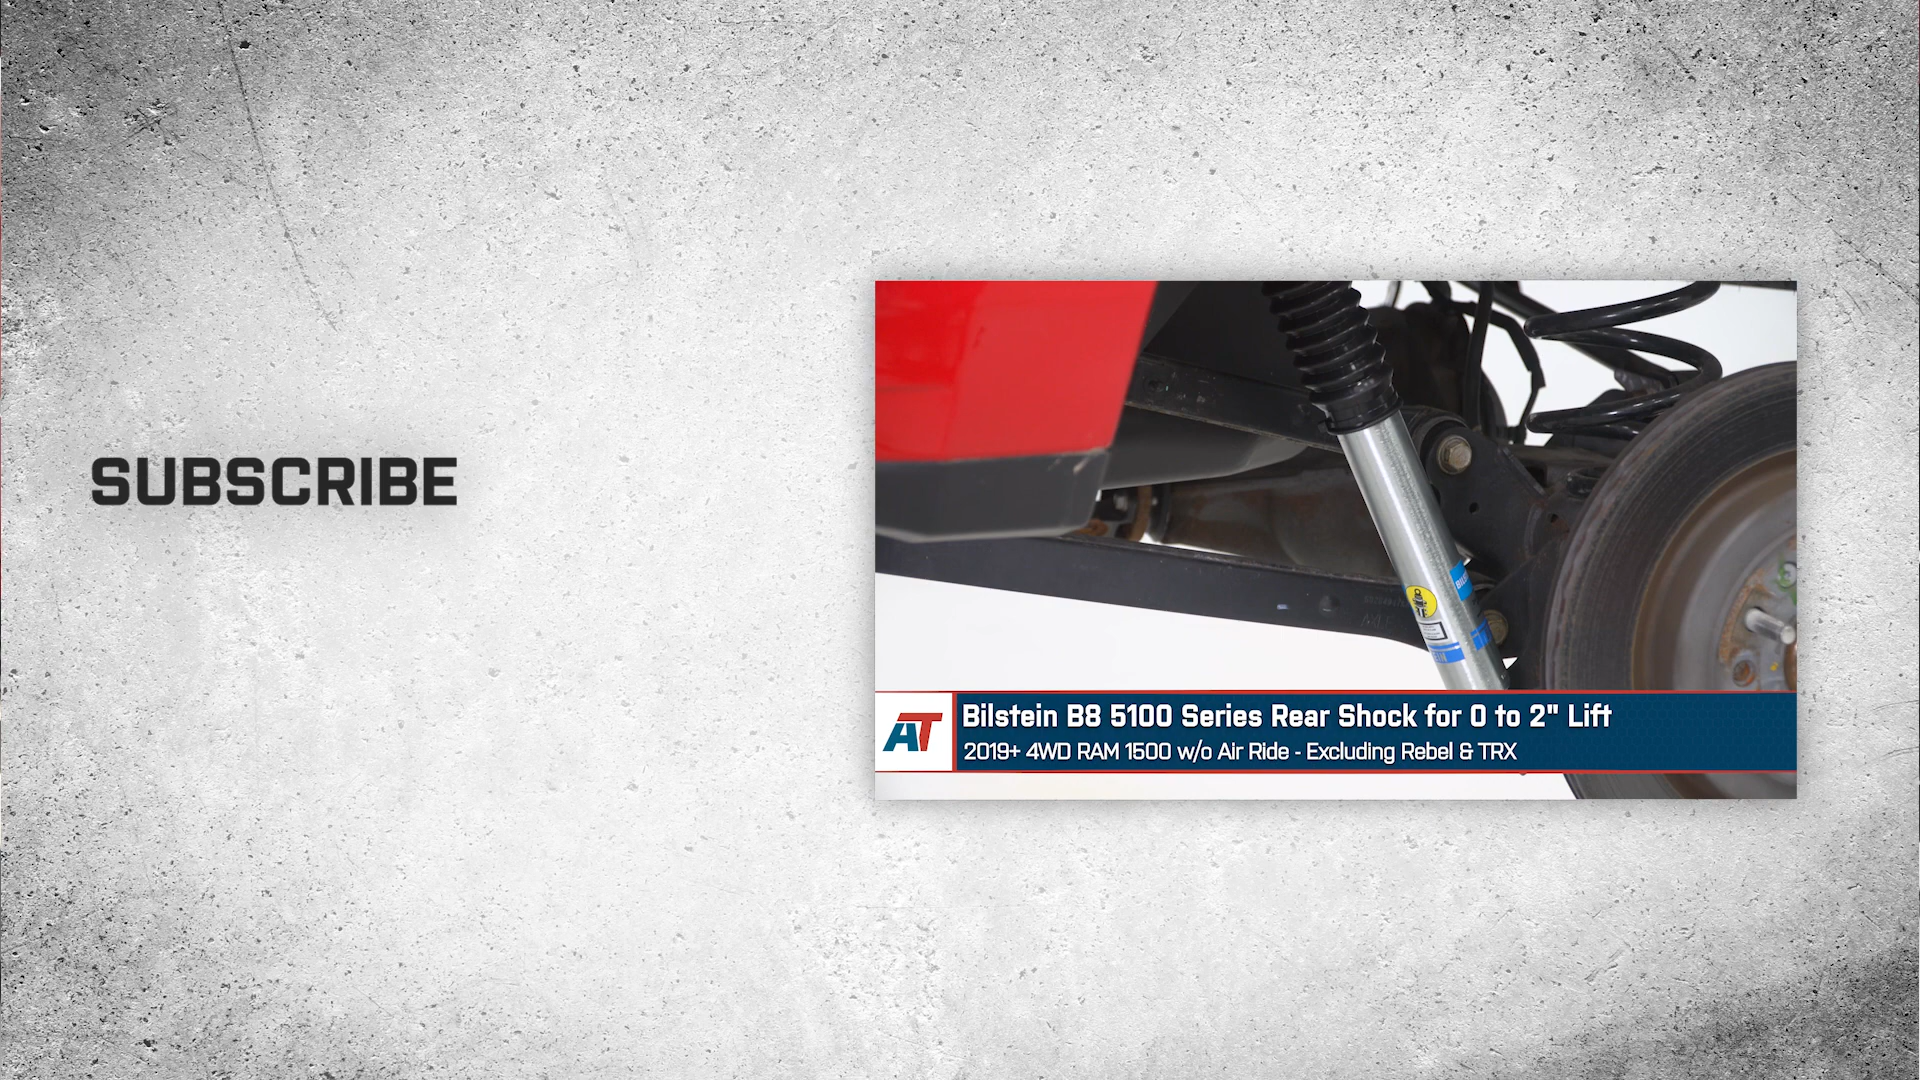 SUBSCRIBE
AT
Bilstein B8 5100 Series Rear Shock for 0 to 2" Lift
2019+ 4WD RAM 1500 w/o Air Ride - Excluding Rebel & TRX